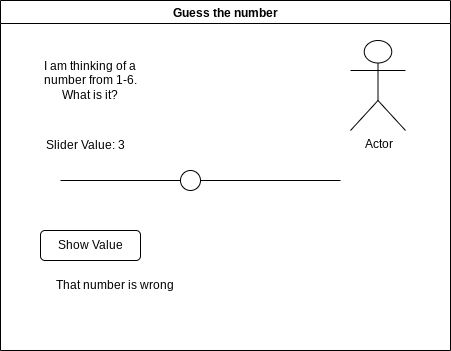 Guess the number
I am thinking of a
number from 1-6.
What is it?
Actor
Slider Value: 3
Show Value
That number is wrong